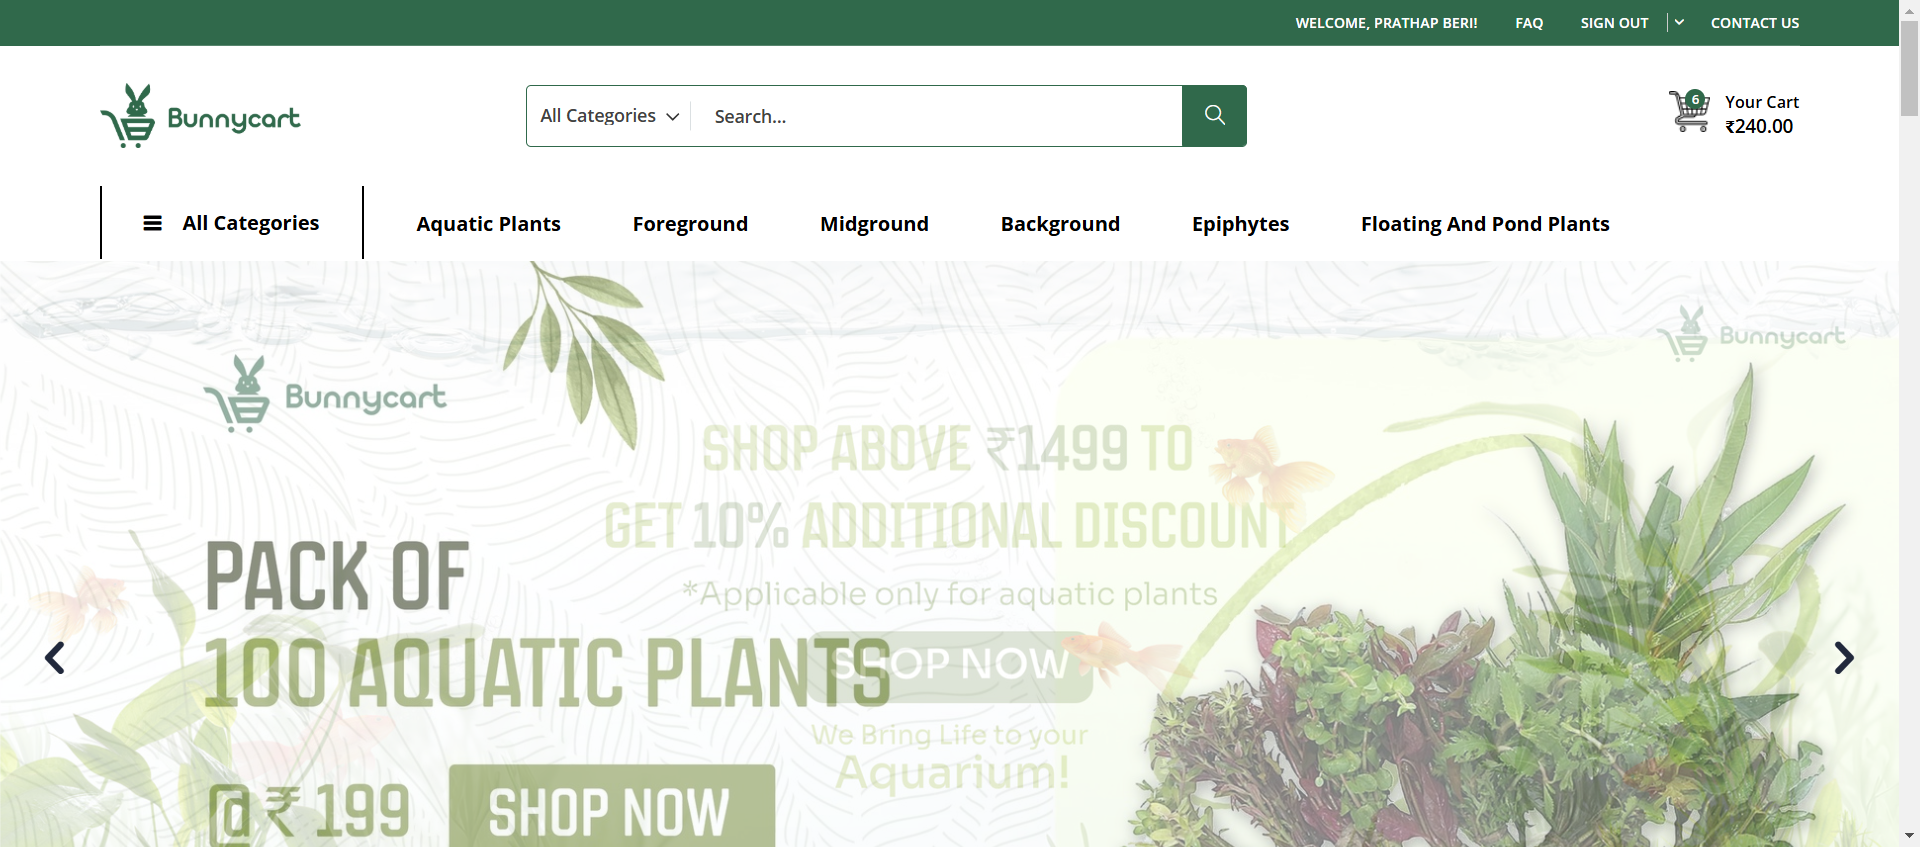 WELCOME, PRATHAP BERI! FAQ SIGN OUT CONTACT US
Bunnycart
All Categories Search...
6
Your Cart
₹240.00
All Categories Aquatic Plants Foreground Midground Background Epiphytes Floating And Pond Plants
Bunnycart
Bunnycart
SHOP ABOVE ₹1499 TO
GET 10% ADDITIONAL DISCOUNT
*Applicable only for aquatic plants
SHOP NOW
We Bring Life to your
Aquarium!
PACK OF
100 AQUATIC PLANTS
@ ₹ 199
SHOP NOW